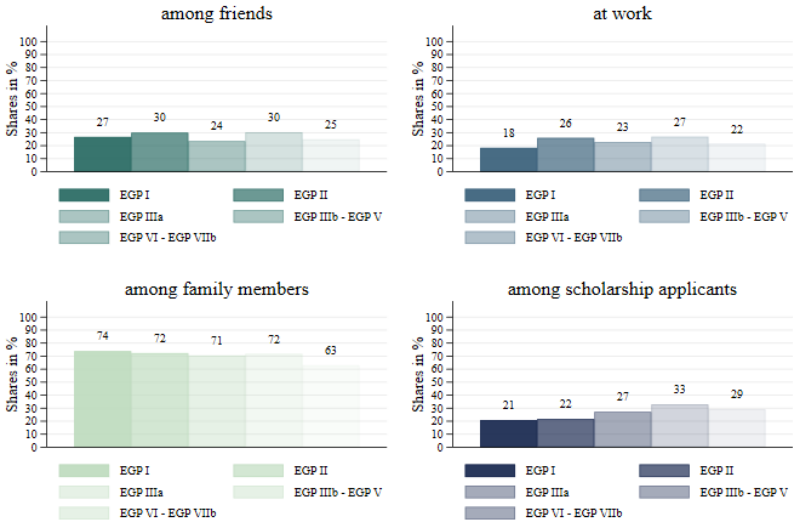 among friends
Shares in %
100
90
80
70
60
50
40
30
20
10
0
27 30 24 30 25
EGP I EGP II
EGP IIIa EGP IIIb - EGP V
EGP VI - EGP VIIb
at work
Shares in %
100
90
80
70
60
50
40
30
20
10
0
18 26 23 27 22
EGP I EGP II
EGP IIIa EGP IIIb - EGP V
EGP VI - EGP VIIb
among family members
Shares in %
100
90
80
70
60
50
40
30
20
10
0
74 72 71 72 63
EGP I EGP II
EGP IIIa EGP IIIb - EGP V
EGP VI - EGP VIIb
among scholarship applicants
Shares in %
100
90
80
70
60
50
40
30
20
10
0
21 22 27 33 29
EGP I EGP II
EGP IIIa EGP IIIb - EGP V
EGP VI - EGP VIIb